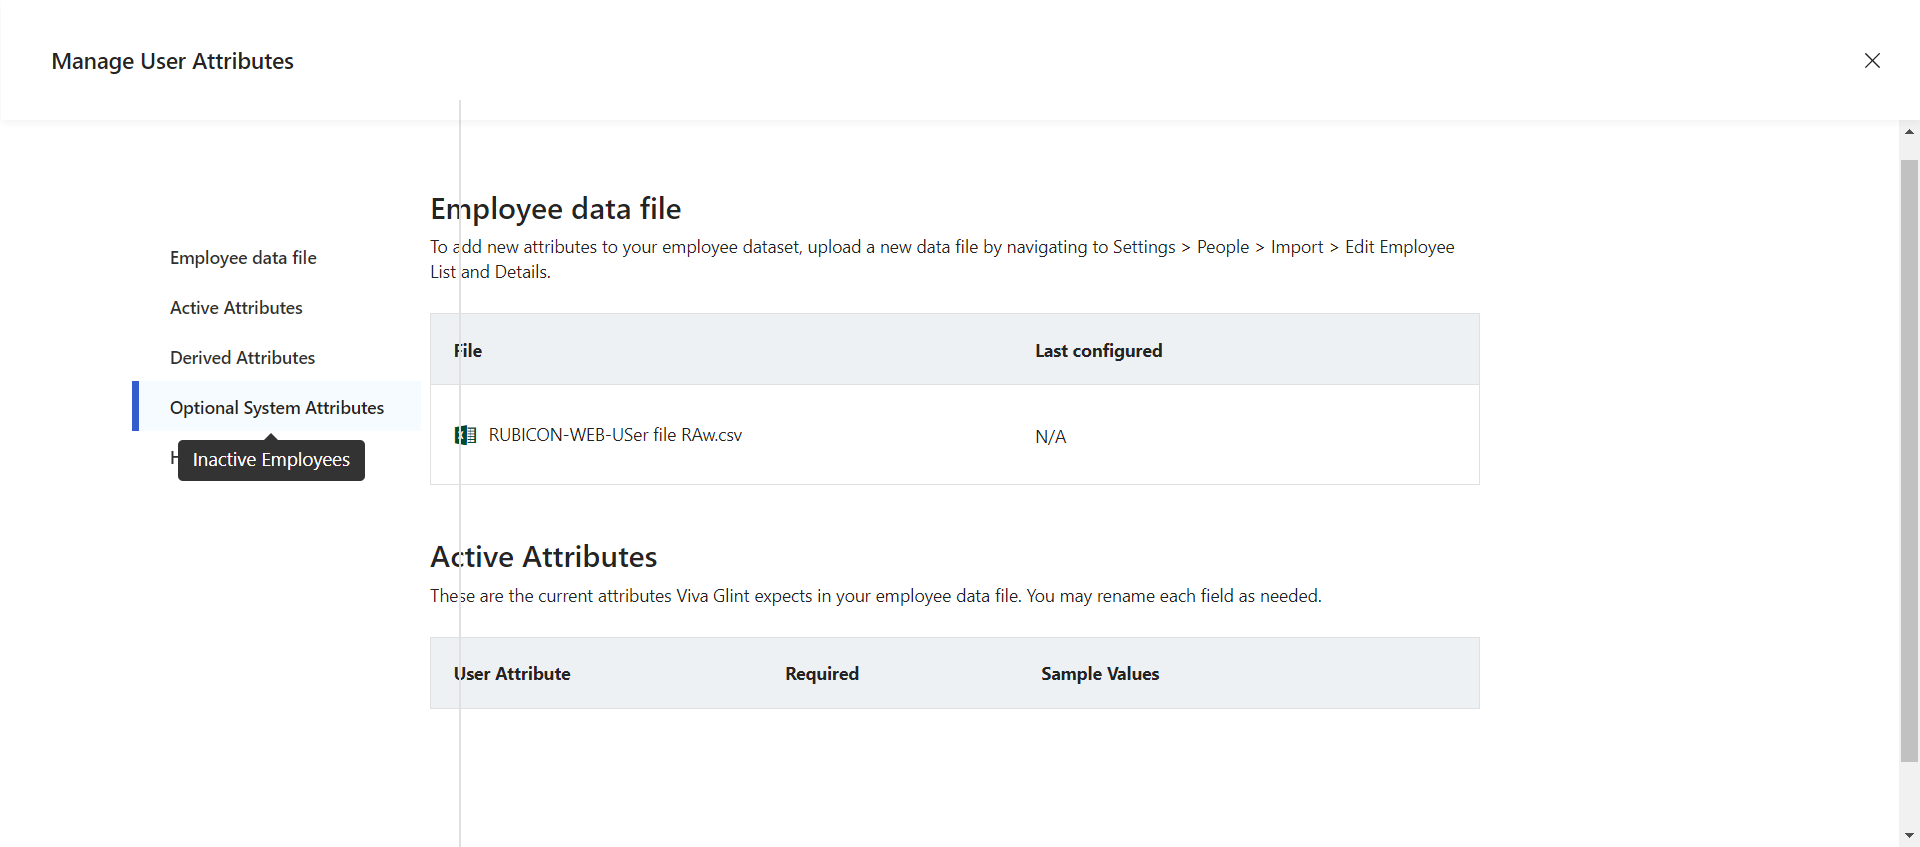 Manage User Attributes
Employee data file
Active Attributes
Derived Attributes
Optional System Attributes
Inactive Employees
Employee data file
To add new attributes to your employee dataset, upload a new data file by navigating to Settings > People > Import > Edit Employee
List and Details.
File Last configured
RUBICON-WEB-USer file RAw.csv N/A
Active Attributes
These are the current attributes Viva Glint expects in your employee data file. You may rename each field as needed.
User Attribute Required Sample Values